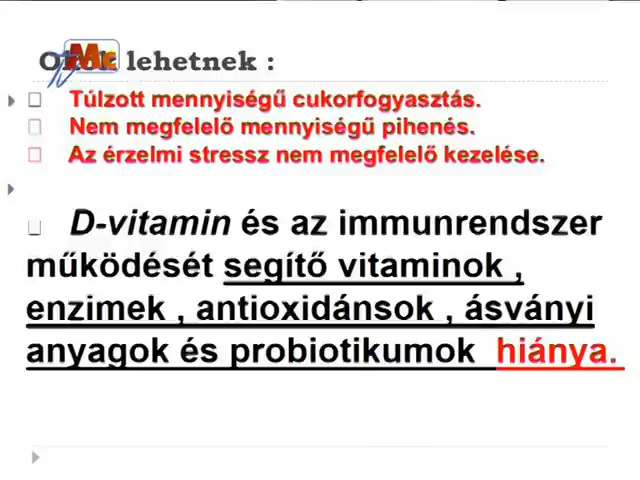 Okok lehetnek :
Túlzott mennyiségű cukorfogyasztás.
Nem megfelelő mennyiségű pihenés.
Az érzelmi stressz nem megfelelő kezelése.
D-vitamin és az immunrendszer
működését segítő vitaminok ,
enzimek , antioxidánsok , ásványi
anyagok és probiotikumok hiánya.